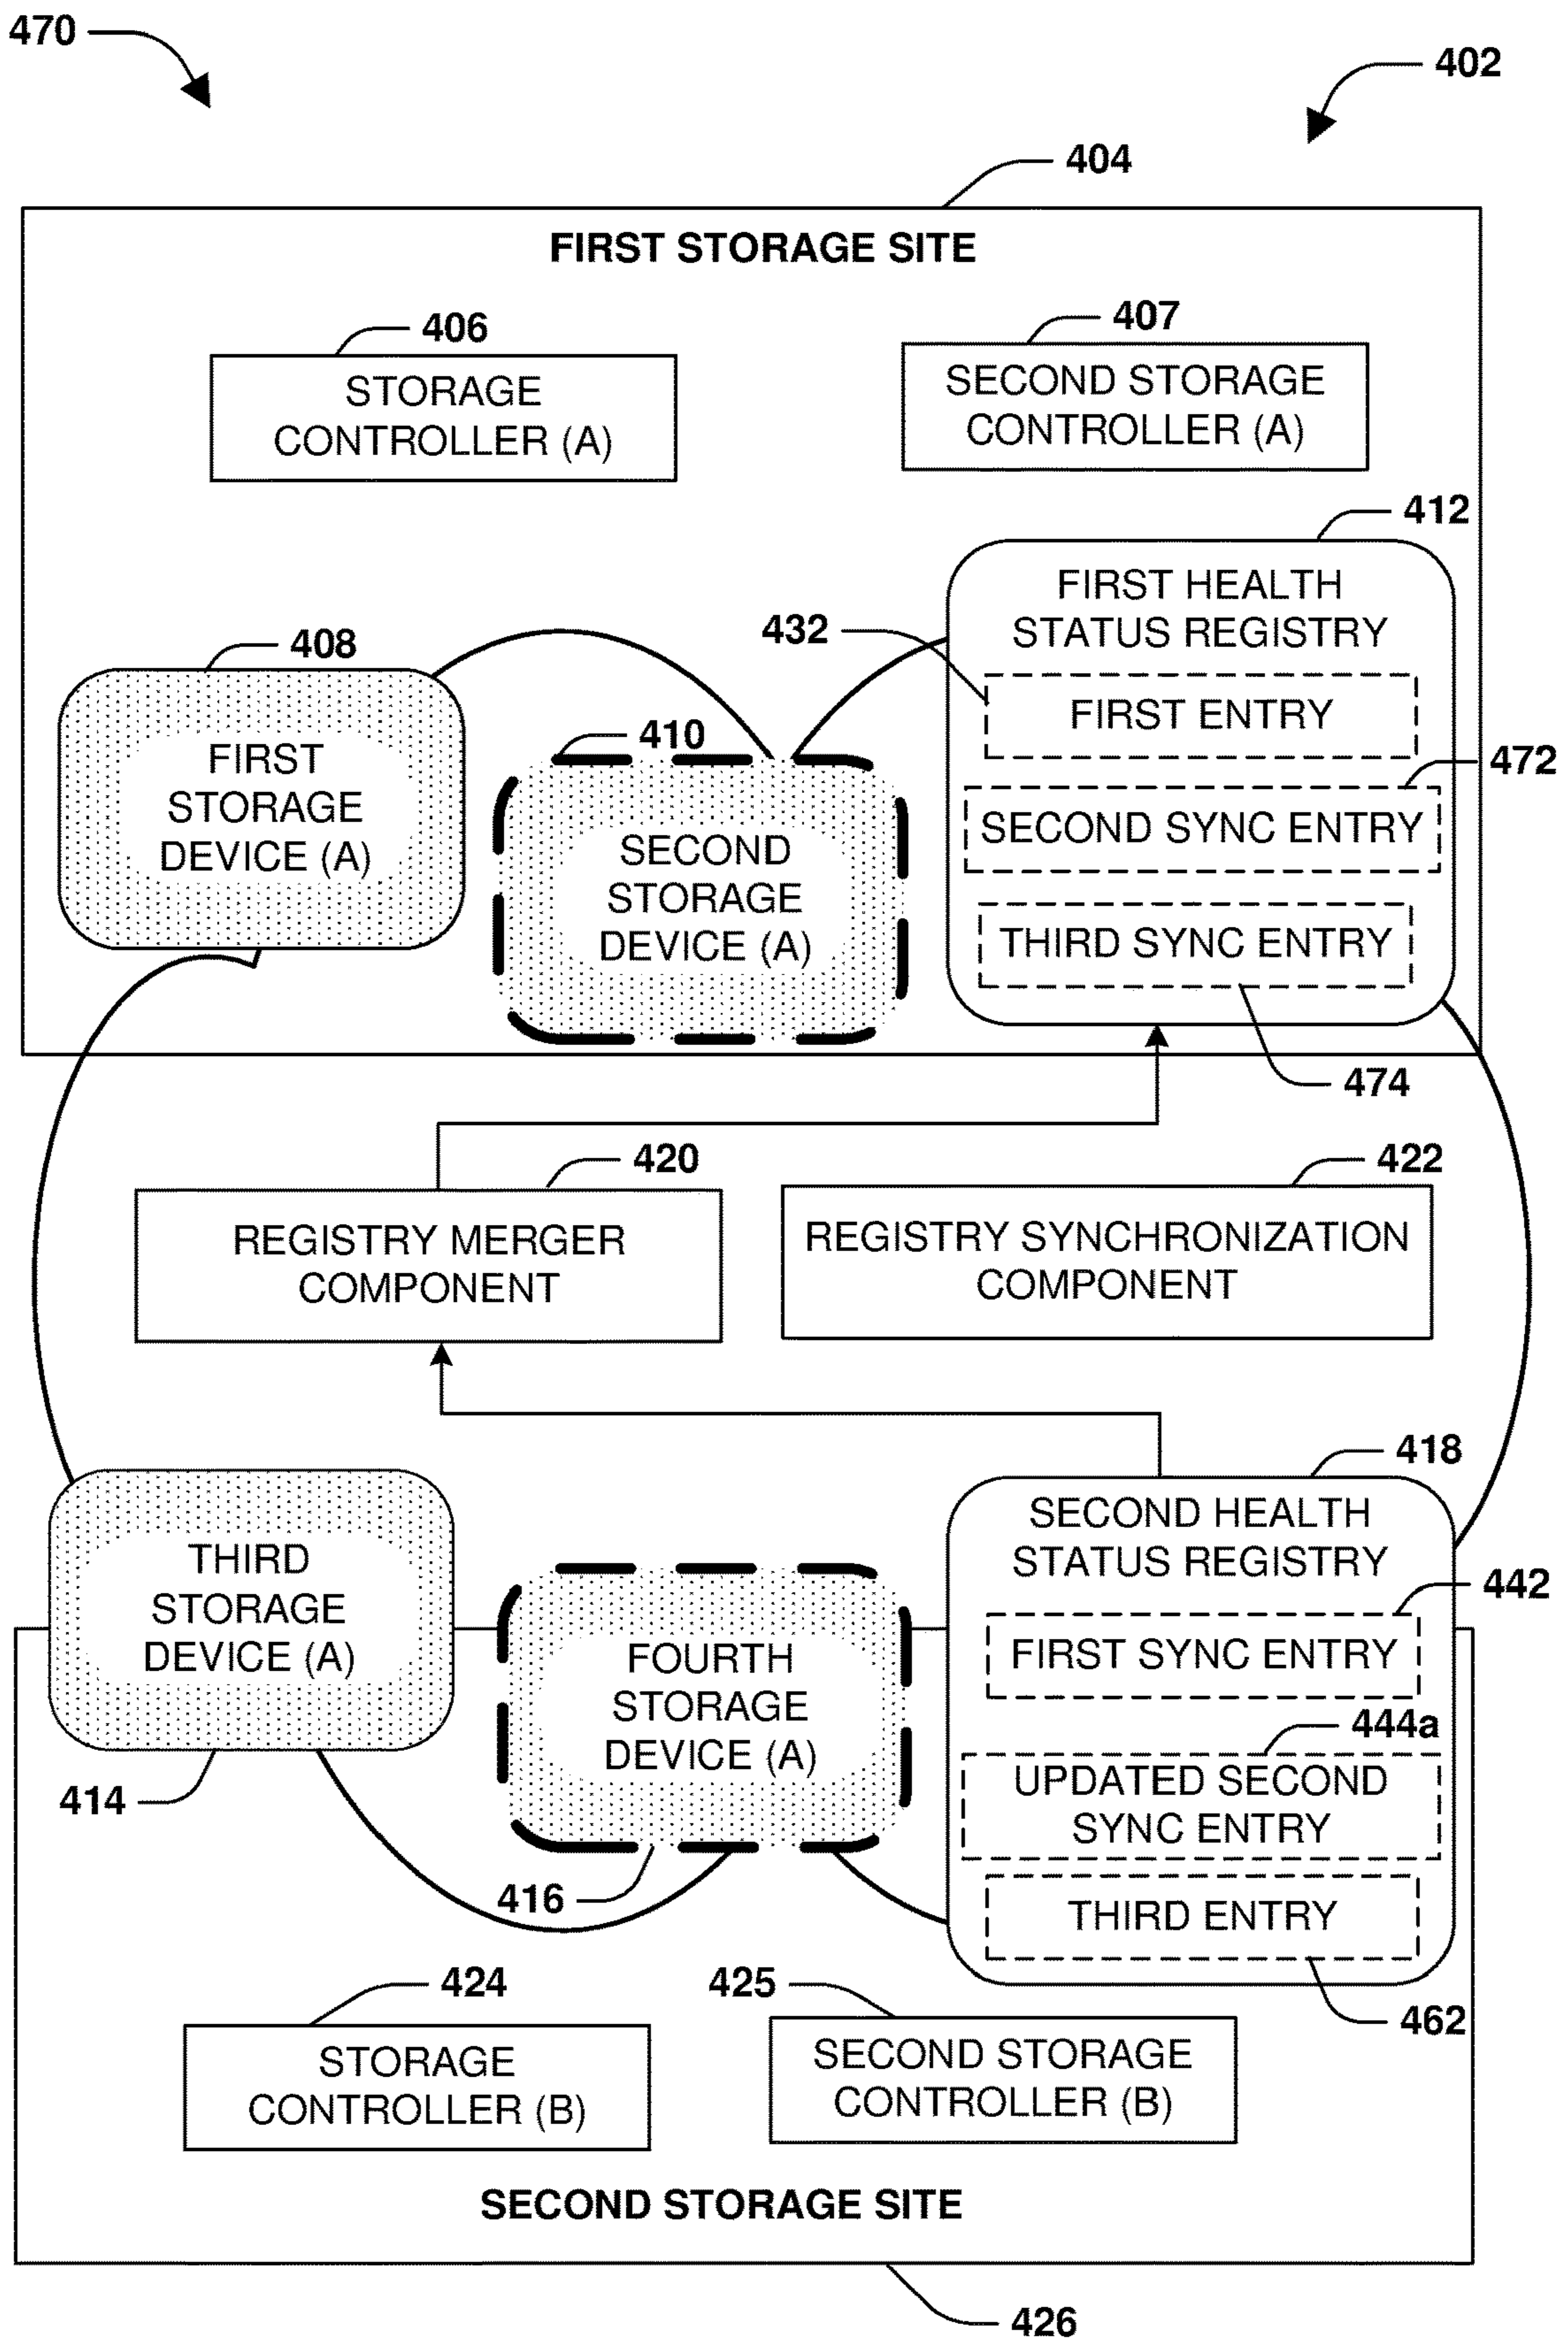 470
402
404
FIRST STORAGE SITE
406
407
STORAGE
CONTROLLER (A)
SECOND STORAGE
CONTROLLER (A)
412
FIRST HEALTH
STATUS REGISTRY
432
FIRST ENTRY
408
FIRST
STORAGE
DEVICE (A)
410
SECOND
STORAGE
DEVICE (A)
472
SECOND SYNC ENTRY
THIRD SYNC ENTRY
474
420
422
REGISTRY MERGER
COMPONENT
REGISTRY SYNCHRONIZATION
COMPONENT
418
SECOND HEALTH
STATUS REGISTRY
442
FIRST SYNC ENTRY
THIRD
STORAGE
DEVICE (A)
414
FOURTH
STORAGE
DEVICE (A)
416
444a
UPDATED SECOND
SYNC ENTRY
THIRD ENTRY
462
424
425
STORAGE
CONTROLLER (B)
SECOND STORAGE
CONTROLLER (B)
SECOND STORAGE SITE
426